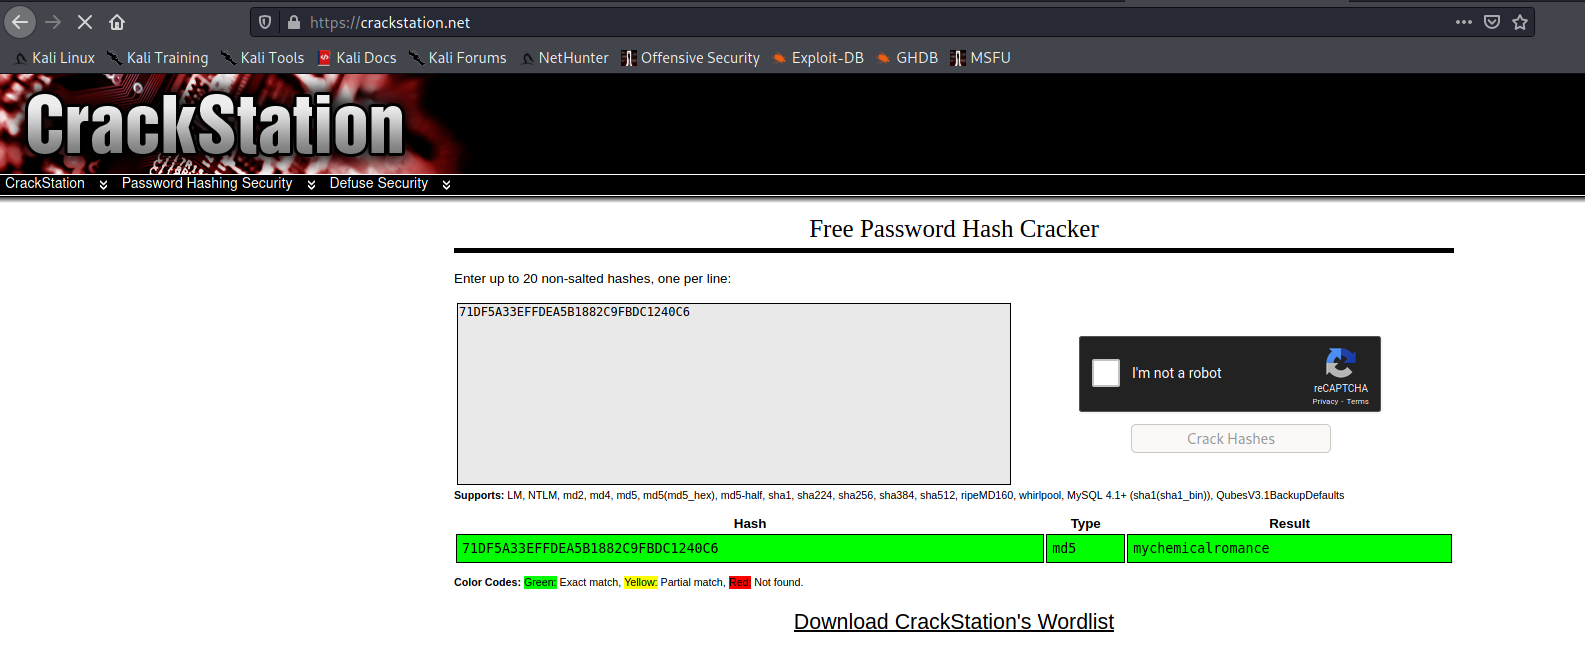 https://crackstation.net
Kali Linux Kali Training Kali Tools Kali Docs Kali Forums NetHunter Offensive Security Exploit-DB GHDB MSFU
CrackStation
CrackStation Password Hashing Security Defuse Security
Free Password Hash Cracker
Enter up to 20 non-salted hashes, one per line:
71DF5A33EFFDEA5B1882C9FBDC1240C6
I'm not a robot
reCAPTCHA
Privacy - Terms
Crack Hashes
Supports: LM, NTLM, md2, md4, md5, md5(md5_hex), md5-half, sha1, sha224, sha256, sha384, sha512, ripeMD160, whirlpool, MySQL 4.1+ (sha1(sha1_bin)), QubesV3.1BackupDefaults
Hash Type Result
71DF5A33EFFDEA5B1882C9FBDC1240C6 md5 mychemicalromance
Color Codes: Green: Exact match, Yellow: Partial match, Red: Not found.
Download CrackStation's Wordlist